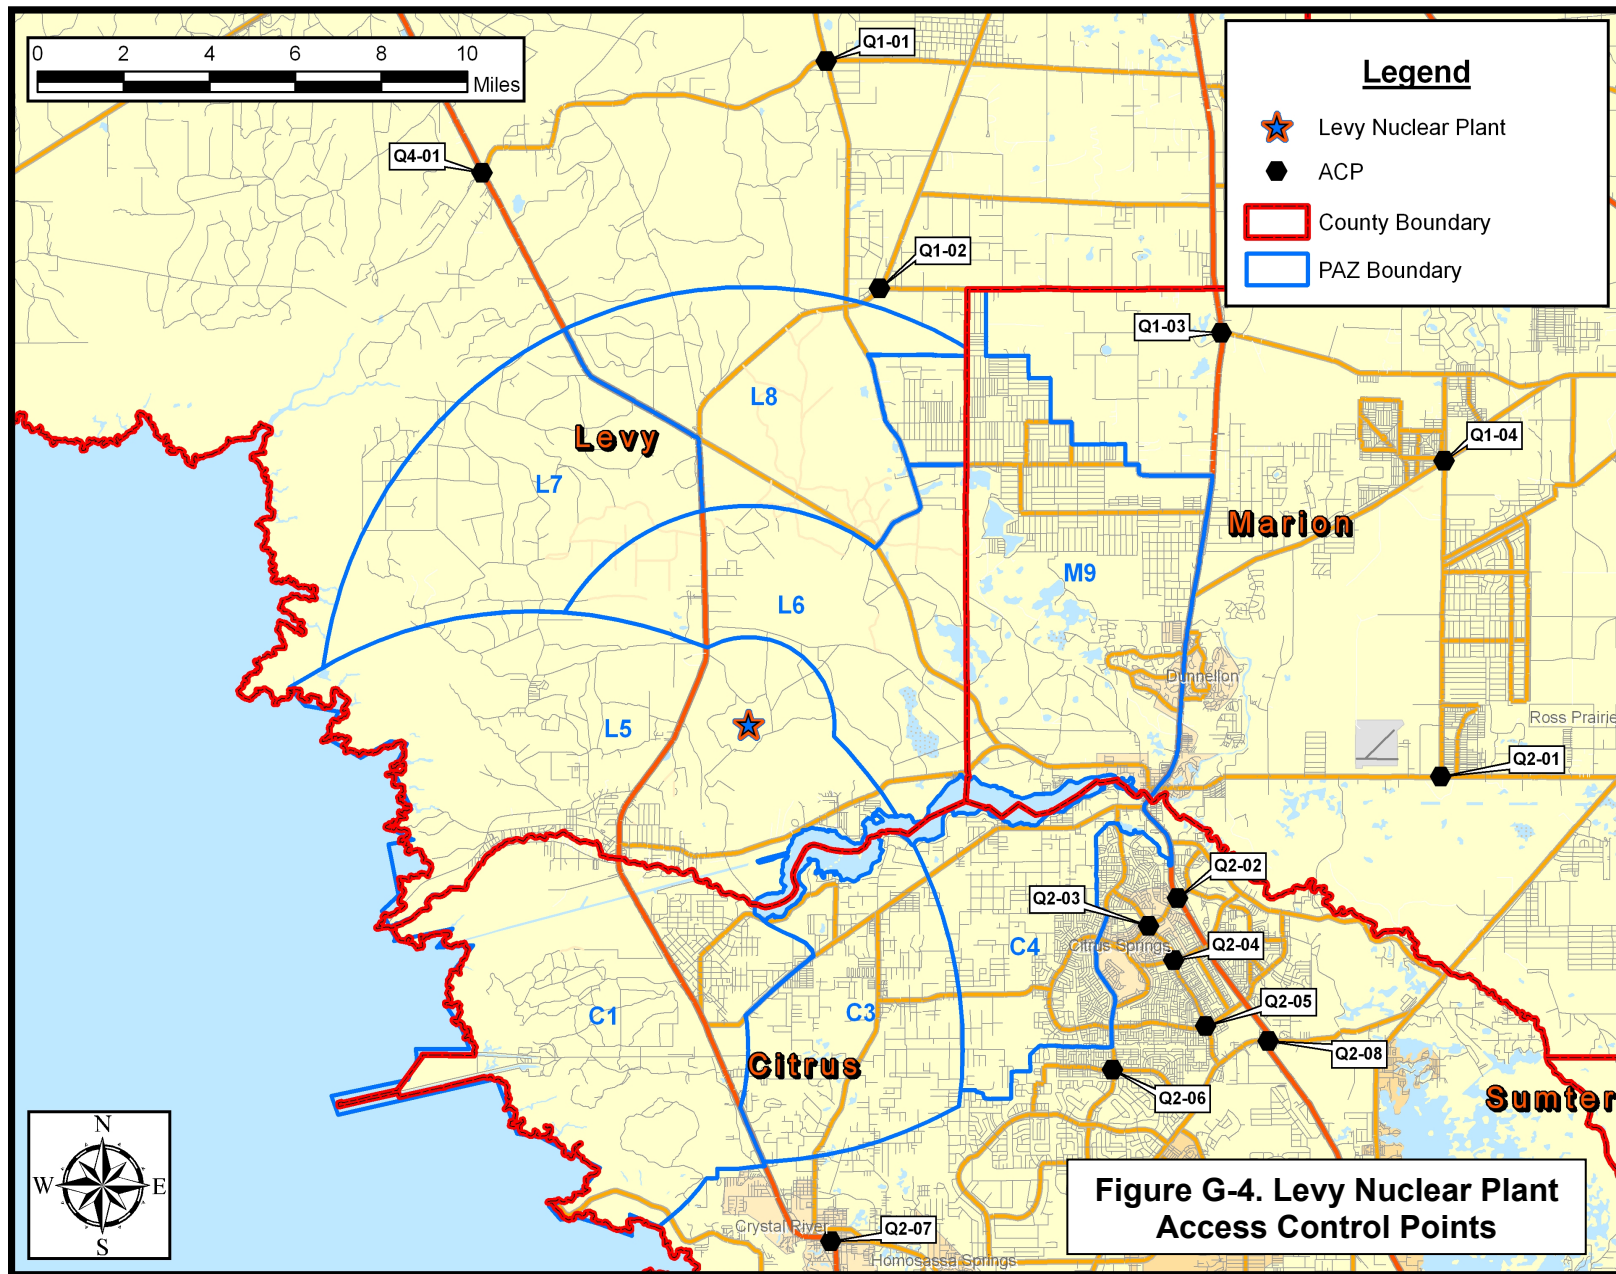 0 2 4 6 8 10
Miles
Q1-01
Legend
Levy Nuclear Plant
ACP
County Boundary
PAZ Boundary
Q4-01
Q1-02
Q1-03
L8
Levy
Q1-04
L7
Marion
M9
L6
Dunnellon
Ross Prairie
L5
Q2-01
Q2-02
Q2-03
Citrus Springs
Q2-04
C4
Q2-05
C3
C1
Q2-08
Citrus
Q2-06
Sumter
N
W E
S
Figure G-4. Levy Nuclear Plant
Access Control Points
Crystal River
Q2-07
Homosassa Springs